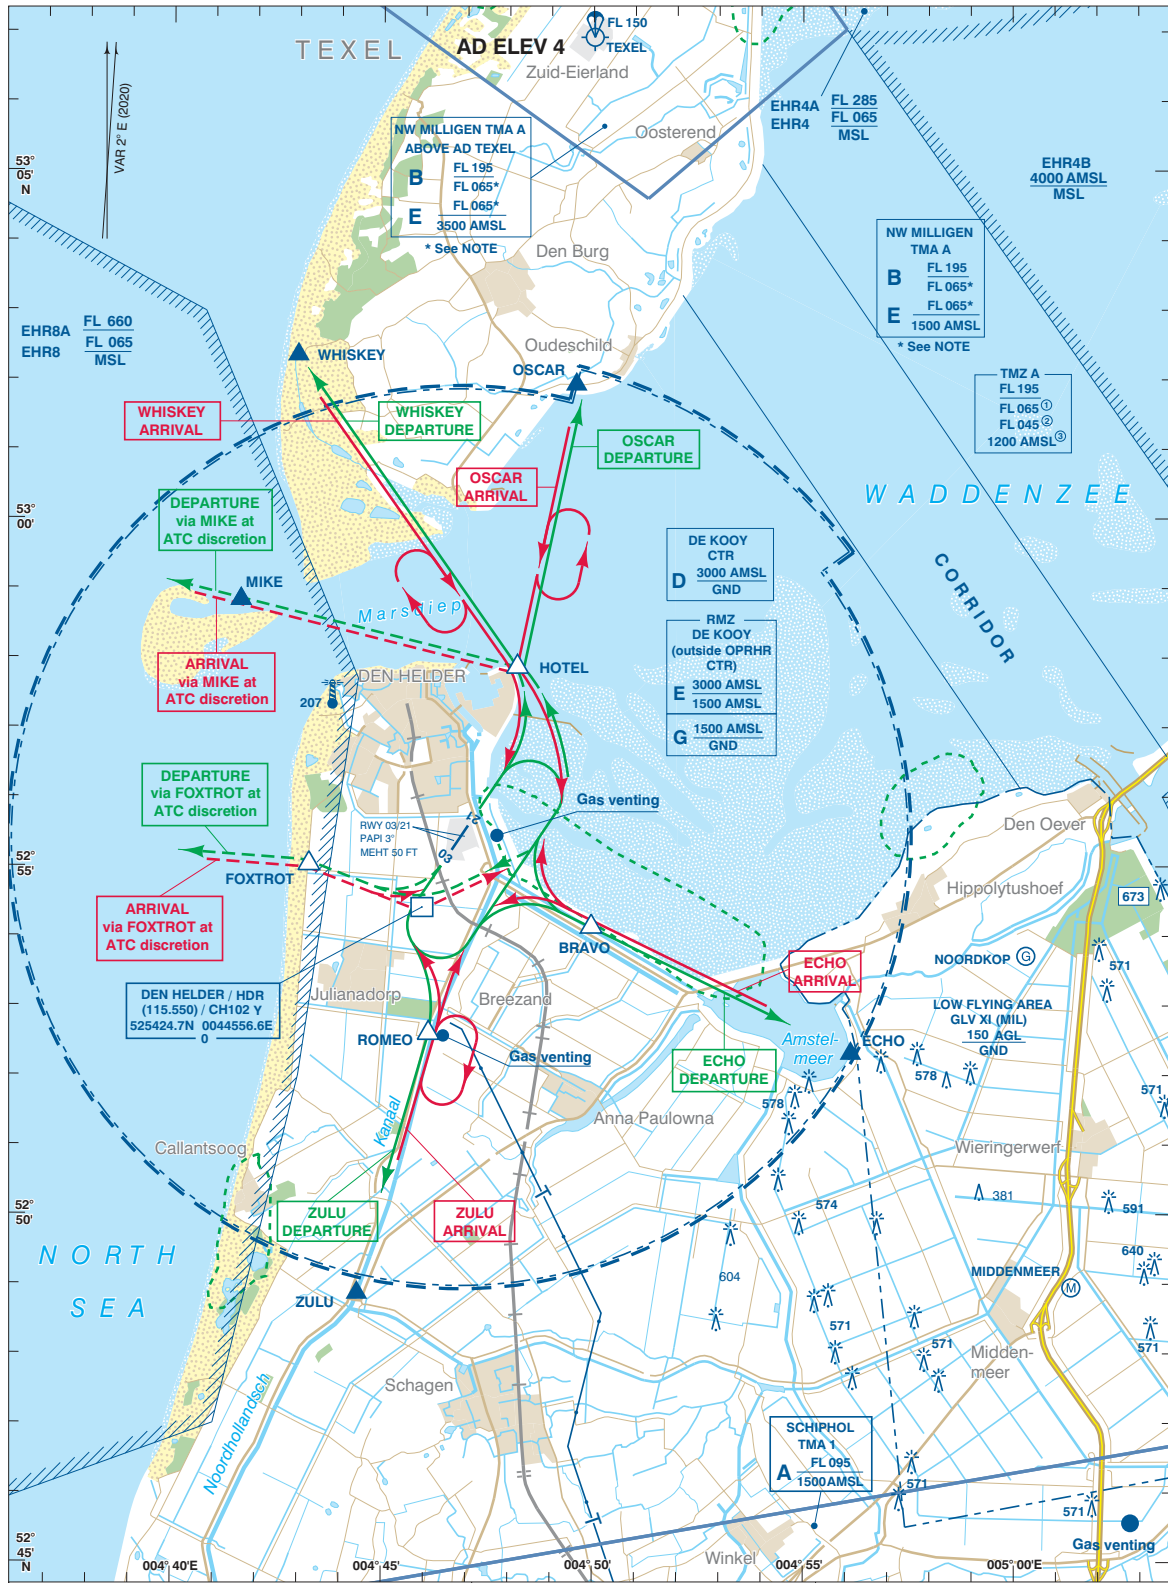 TEXEL
AD ELEV 4
FL 150
TEXEL
Zuid-Eierland
VAR 2° E (2020)
NW MILLIGEN TMA A
ABOVE AD TEXEL
B
FL 195
FL 065*
E
FL 065*
3500 AMSL
* See NOTE
Oosterend
EHR4A
EHR4
FL 285
FL 065
MSL
EHR4B
4000 AMSL
MSL
53°
05'
N
Den Burg
NW MILLIGEN
TMA A
B
FL 195
FL 065*
E
FL 065*
1500 AMSL
* See NOTE
EHR8A
EHR8
FL 660
FL 065
MSL
WHISKEY
Oudeschild
OSCAR
TMZ A
FL 195
FL 065①
FL 045②
1200 AMSL③
WHISKEY
ARRIVAL
WHISKEY
DEPARTURE
OSCAR
DEPARTURE
OSCAR
ARRIVAL
WADDENZEE
53°
00'
DEPARTURE
via MIKE at
ATC discretion
MIKE
Marsdiep
DE KOOY
CTR
D
3000 AMSL
GND
CORRIDOR
RMZ
DE KOOY
(outside OPRHR
CTR)
E
3000 AMSL
1500 AMSL
G
1500 AMSL
GND
ARRIVAL
via MIKE at
ATC discretion
DEN HELDER
HOTEL
207
DEPARTURE
via FOXTROT at
ATC discretion
Gas venting
RWY 03/21
PAPI 3°
MEHT 50 FT
21
03
Den Oever
52°
55'
FOXTROT
Hippolytushoef
673
ARRIVAL
via FOXTROT at
ATC discretion
BRAVO
NOORDKOP
G
571
ECHO
ARRIVAL
DEN HELDER / HDR
(115.550) / CH102 Y
525424.7N 0044556.6E
0
Julianadorp
Breezand
LOW FLYING AREA
GLV XI (MIL)
150 AGL
GND
ROMEO
Gas venting
Amstel-
meer
ECHO
ECHO
DEPARTURE
578
578
571
Anna Paulowna
Kanaal
Callantsoog
Wieringerwerf
381
591
574
52°
50'
ZULU
DEPARTURE
ZULU
ARRIVAL
NORTH
SEA
640
604
MIDDENMEER
M
ZULU
571
571
571
Midden-
meer
Schagen
Noordhollandsch
SCHIPHOL
TMA 1
A
FL 095
1500AMSL
571
571
Gas venting
Winkel
52°
45'
N
004° 40'E
004° 45'
004° 50'
004° 55'
005° 00'E